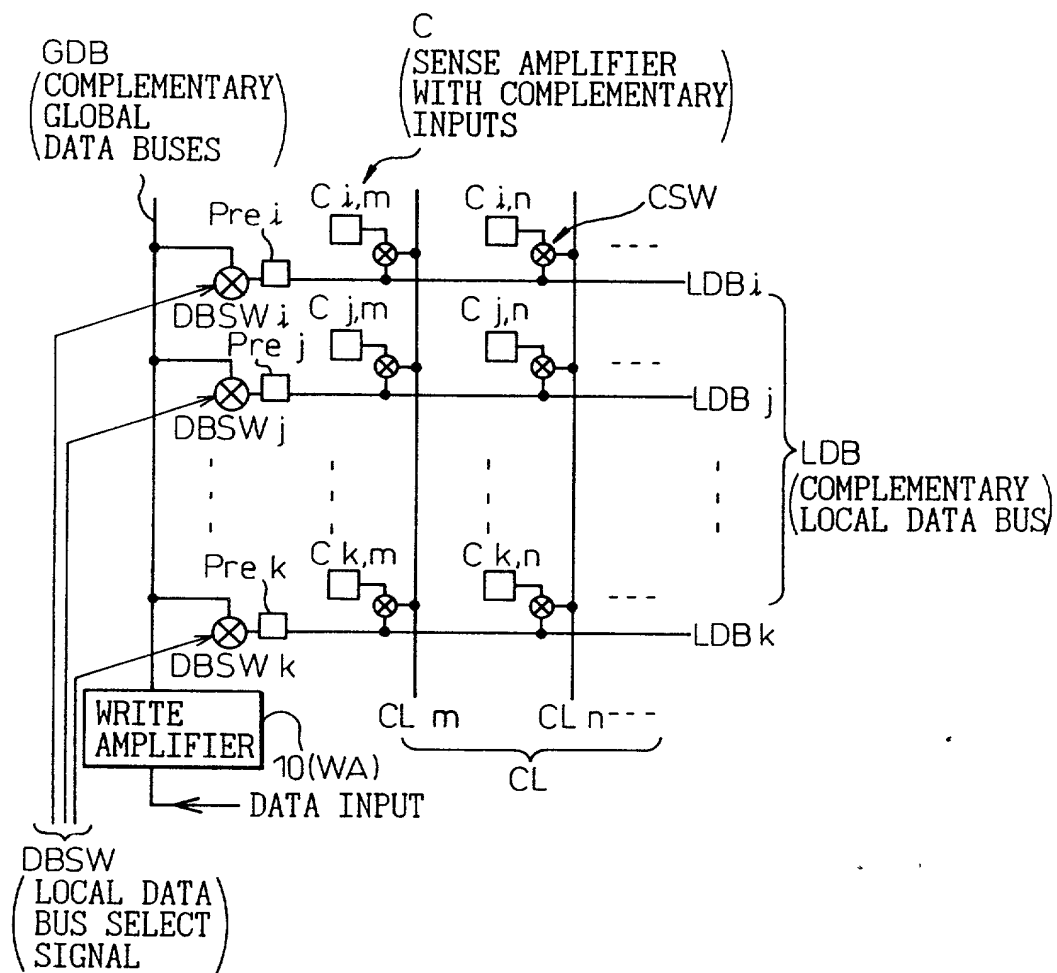 GDB
(COMPLEMENTARY
GLOBAL
DATA BUSES)
C
(SENSE AMPLIFIER
WITH COMPLEMENTARY
INPUTS)
Pre i
C i,m
C i,n
CSW
---
LDB i
DBSW i
Pre j
C j,m
C j,n
---
LDB j
DBSW j
LDB
(COMPLEMENTARY
LOCAL DATA BUS)
Pre k
C k,m
C k,n
---
LDB k
DBSW k
WRITE
AMPLIFIER
10(WA)
CL m
CL n---
CL
DATA INPUT
DBSW
(LOCAL DATA
BUS SELECT
SIGNAL)